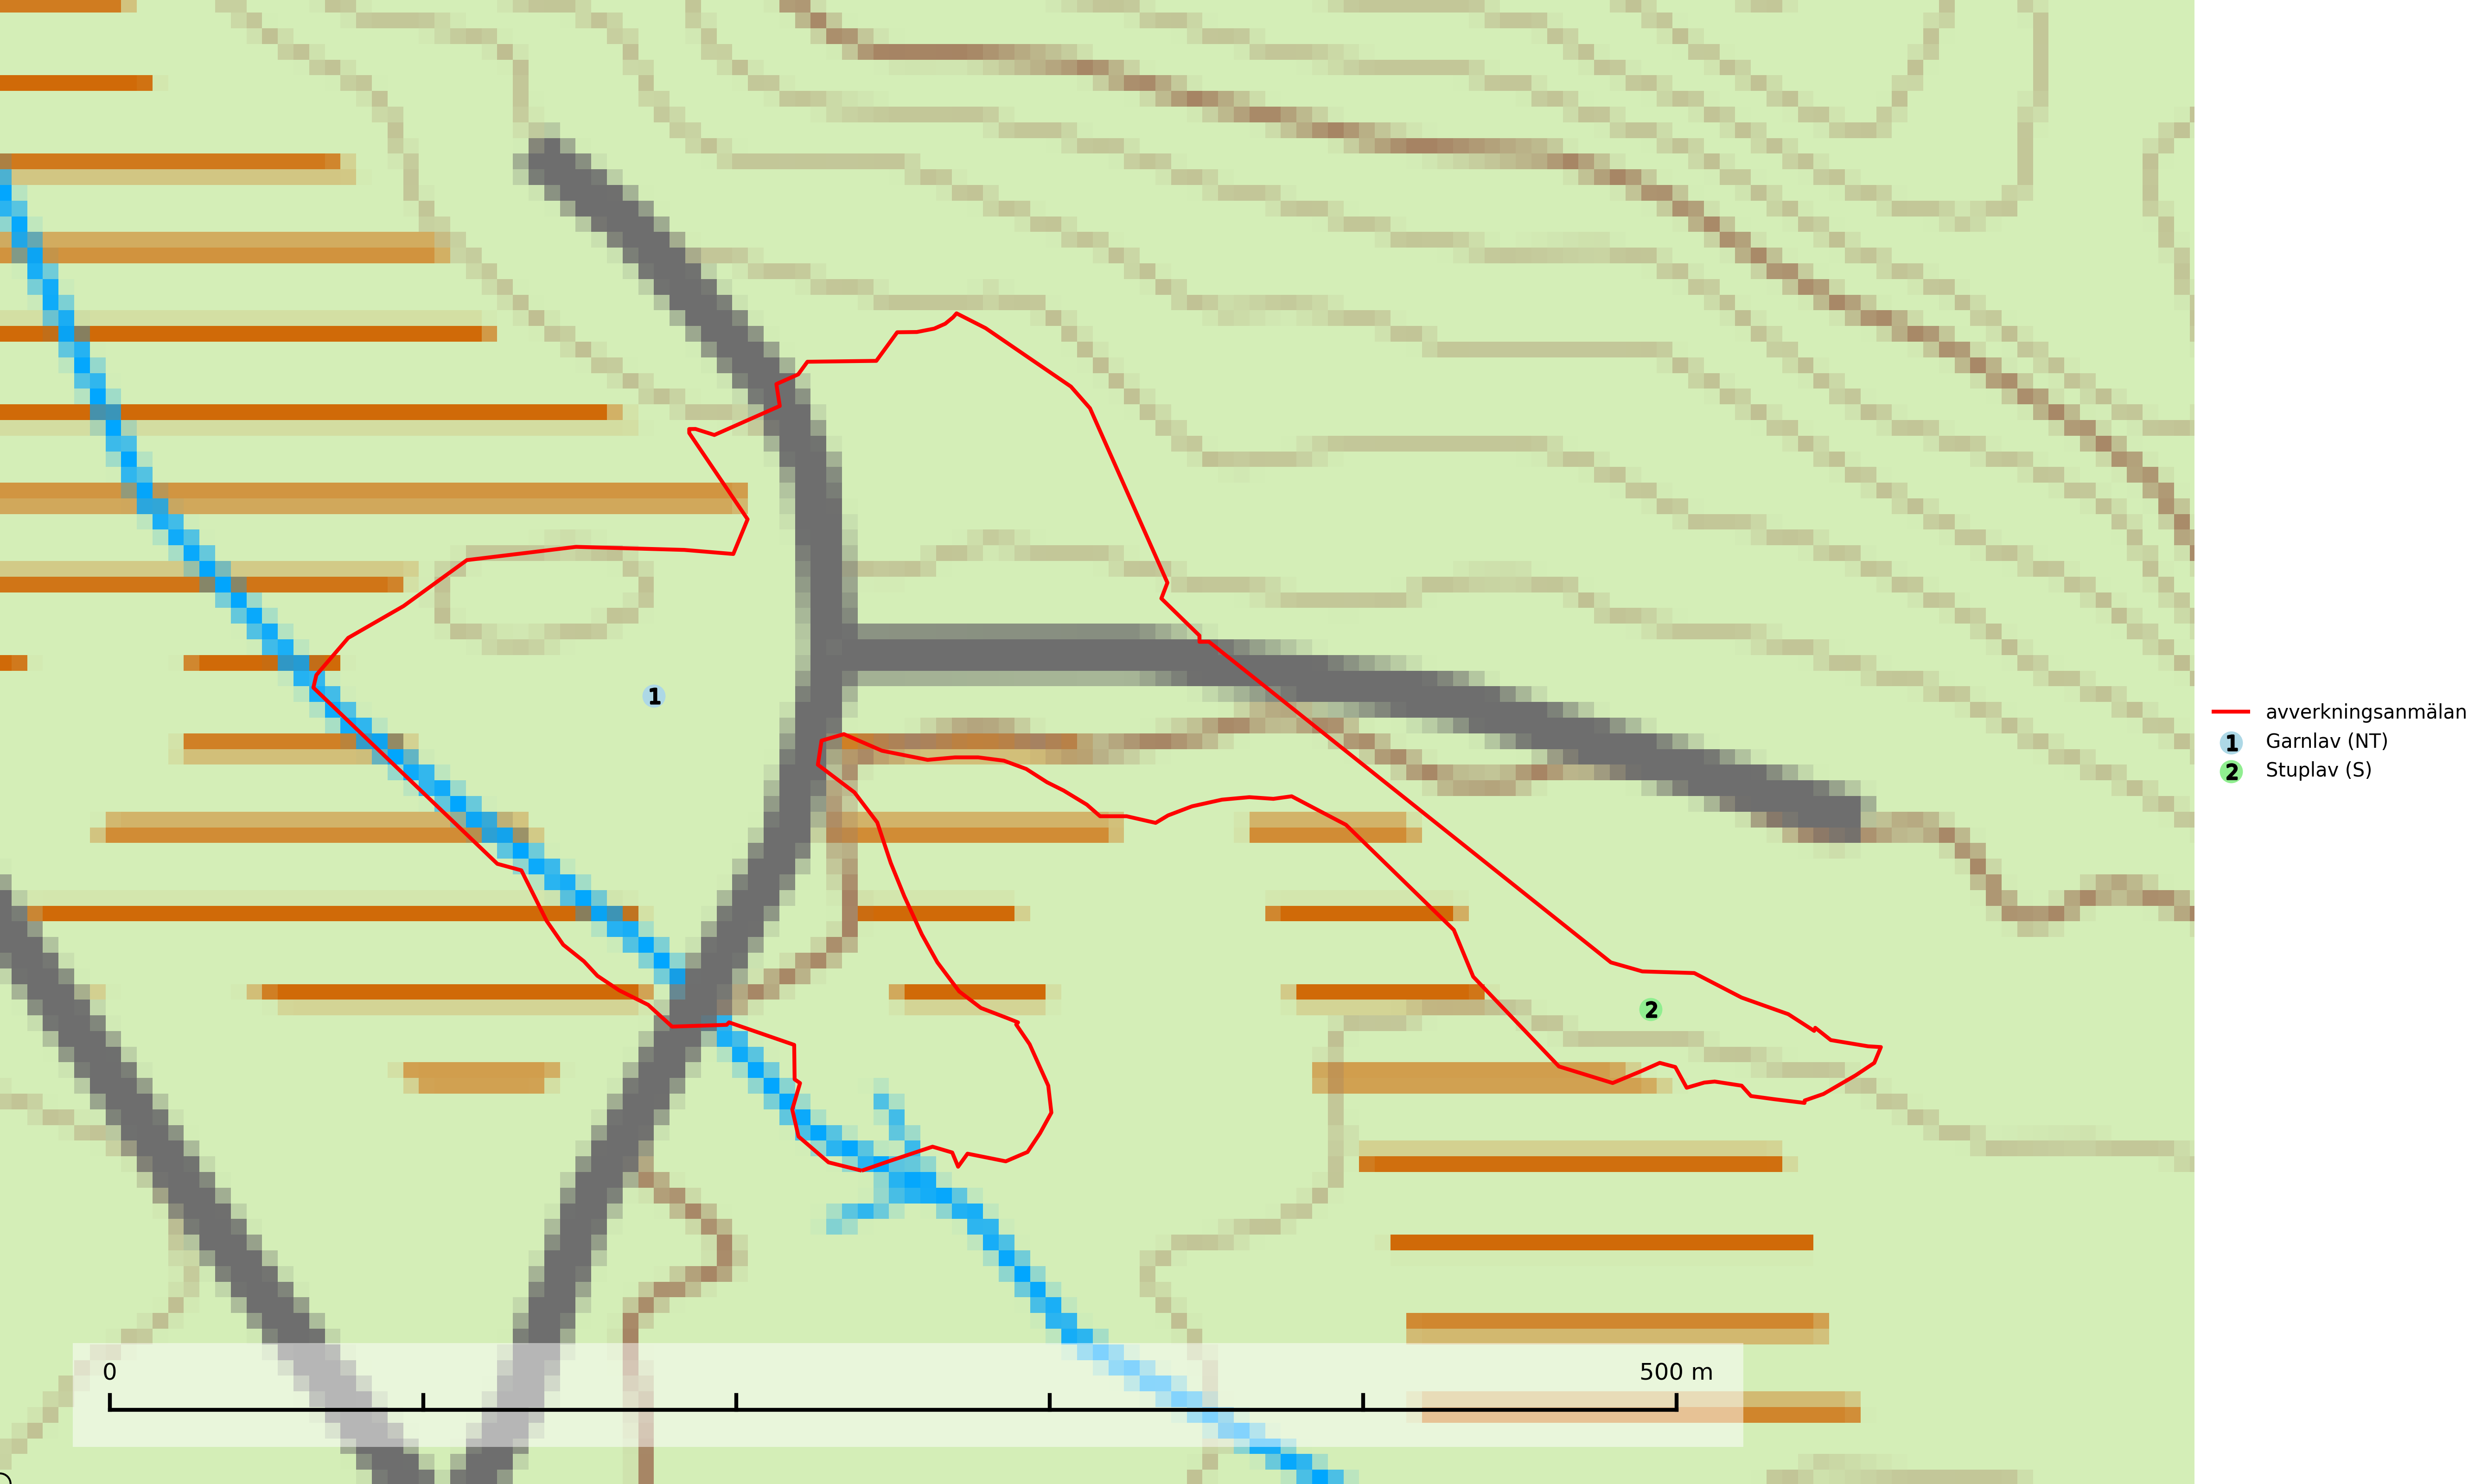 1
2
avverkningsanmälan
1 Garnlav (NT)
2 Stuplav (S)
0 500 m